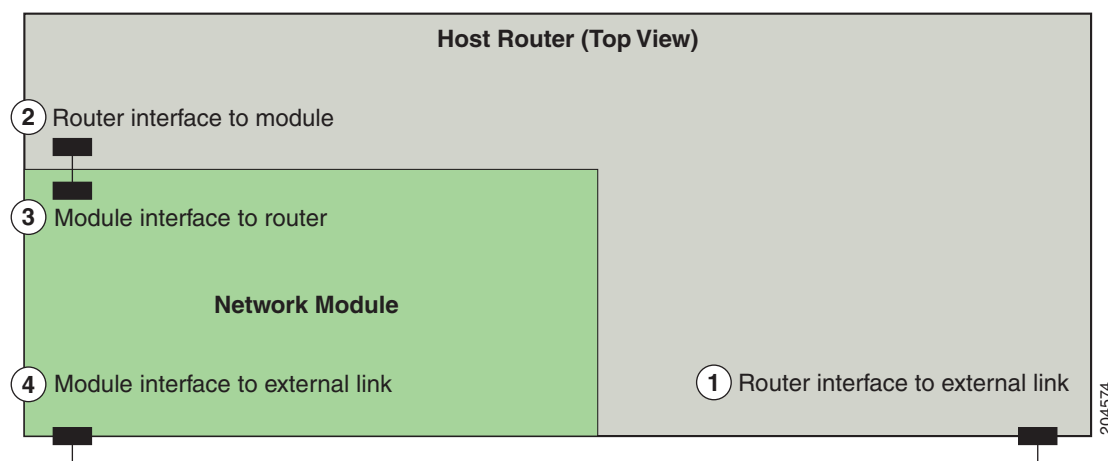 Host Router (Top View)
2 Router interface to module
3 Module interface to router
Network Module
4 Module interface to external link
1 Router interface to external link
204574